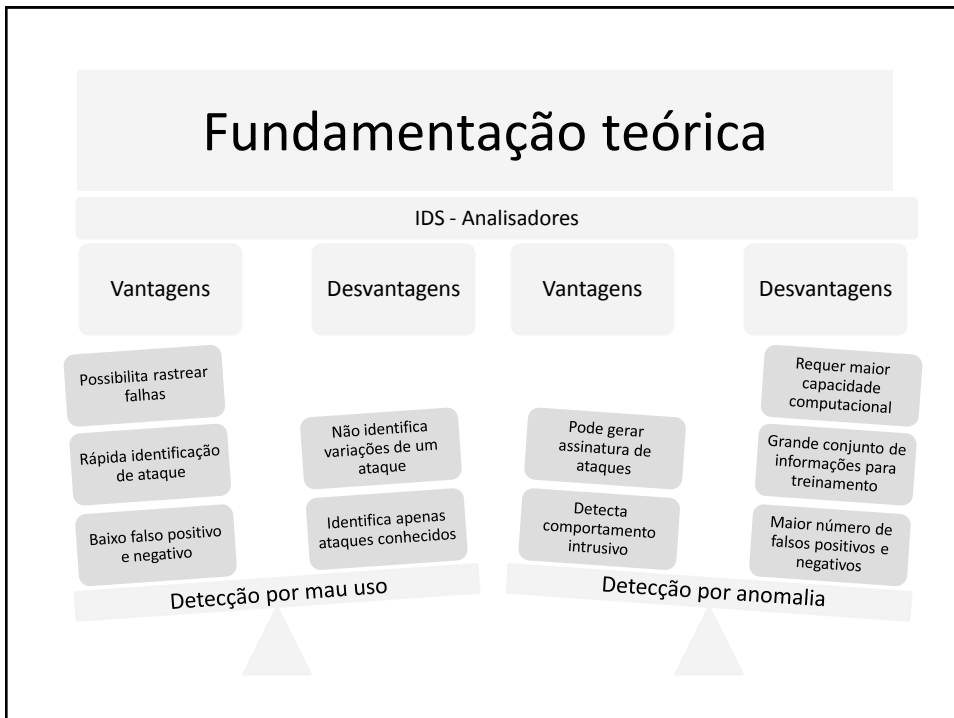 Fundamentação teórica
IDS - Analisadores
Vantagens
Desvantagens
Vantagens
Desvantagens
Possibilita rastrear
falhas
Rápida identificação
de ataque
Baixo falso positivo
e negativo
Não identifica
variações de um
ataque
Identifica apenas
ataques conhecidos
Detecção por mau uso
Pode gerar
assinatura de
ataques
Detecta
comportamento
intrusivo
Requer maior
capacidade
computacional
Grande conjunto de
informações para
treinamento
Maior número de
falsos positivos e
negativos
Detecção por anomalia